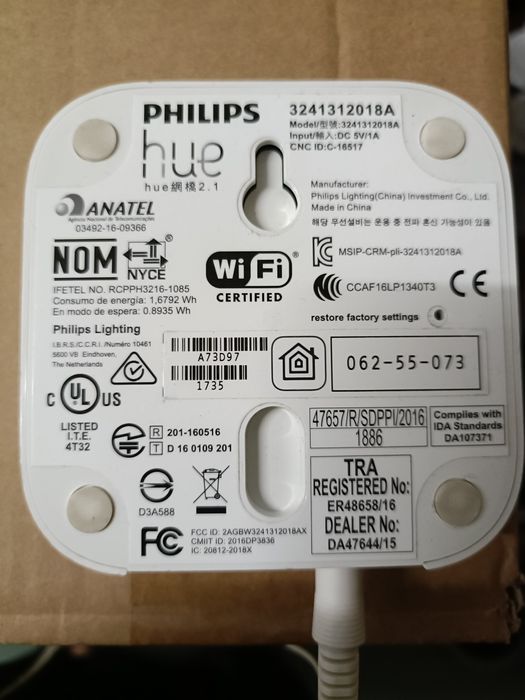 PHILIPS
hue
hue網橋2.1
3241312018A
Model/型號:3241312018A
Input/輸入:DC 5V/1A
CNC ID:C-16517
Manufacturer:
Philips Lighting(China) Investment Co., Ltd.
Made in China
해당 무선설비는 운용 중 전파 혼신 가능성이 있음
ANATEL
Agência Nacional de Telecomunicações
03492-16-09366
NOM
NYCE
IFETEL NO. RCPPH3216-1085
Consumo de energía: 1,6792 Wh
En modo de espera: 0.8935 Wh
Philips Lighting
I.B.R.S./C.C.R.I. /Numéro 10461
5600 VB Eindhoven,
The Netherlands
WiFi
CERTIFIED
MSIP-CRM-pli-3241312018A
CCAF16LP1340T3
CE
restore factory settings
A73D97
1735
062-55-073
C UL US
LISTED
I.T.E.
4T32
R 201-160516
T D 16 0109 201
47657/R/SDPPI/2016
1886
Complies with
IDA Standards
DA107371
TRA
REGISTERED No:
ER48658/16
DEALER No:
DA47644/15
D3A588
FC
FCC ID: 2AGBW3241312018AX
CMIIT ID: 2016DP3836
IC: 20812-2018X